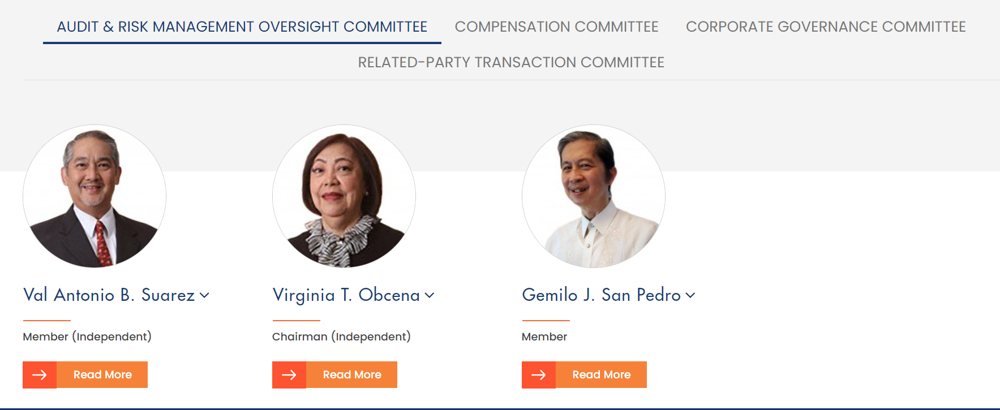 AUDIT & RISK MANAGEMENT OVERSIGHT COMMITTEE
COMPENSATION COMMITTEE
CORPORATE GOVERNANCE COMMITTEE
RELATED-PARTY TRANSACTION COMMITTEE
Val Antonio B. Suarez
Member (Independent)
Read More
Virginia T. Obcena
Chairman (Independent)
Read More
Gemilo J. San Pedro
Member
Read More